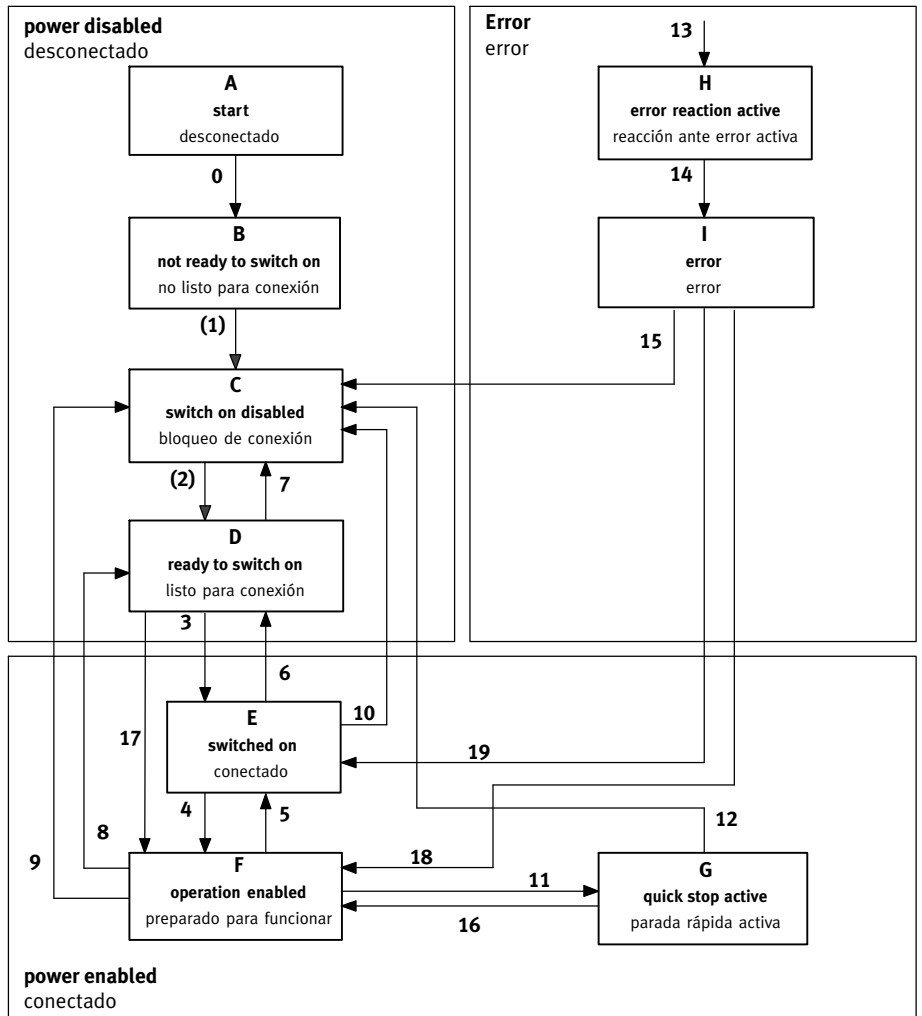 power disabled
desconectado
A
start
desconectado
0
B
not ready to switch on
no listo para conexión
(1)
C
switch on disabled
bloqueo de conexión
(2)
7
D
ready to switch on
listo para conexión
3
Error
error
13
H
error reaction active
reacción ante error activa
14
I
error
error
15
6
10
E
switched on
conectado
17
19
4
5
12
8
9
18
F
operation enabled
preparado para funcionar
11
16
G
quick stop active
parada rápida activa
power enabled
conectado